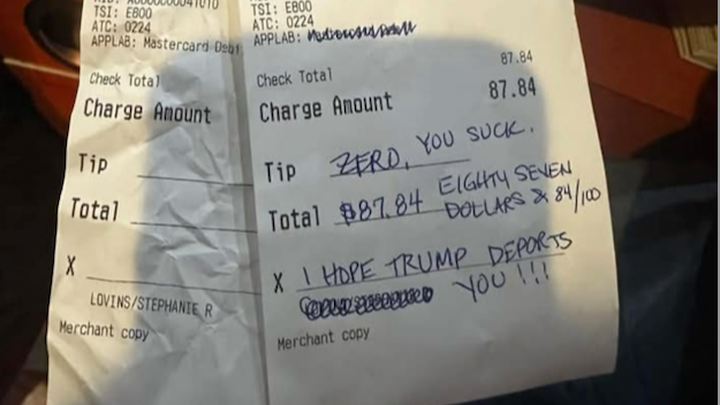 TSI: E800
ATC: 0224
APPLAB: Mastercard Debi
Check Total
Charge Amount
Tip
Total
X
LOVINS/STEPHANIE R
Merchant copy
TSI: E800
ATC: 0224
APPLAB:
Check Total 87.84
Charge Amount 87.84
Tip ZERO, YOU SUCK.
Total $87.84 EIGHTY SEVEN
DOLLARS & 84/100
X I HOPE TRUMP DEPORTS
YOU!!!
Merchant copy